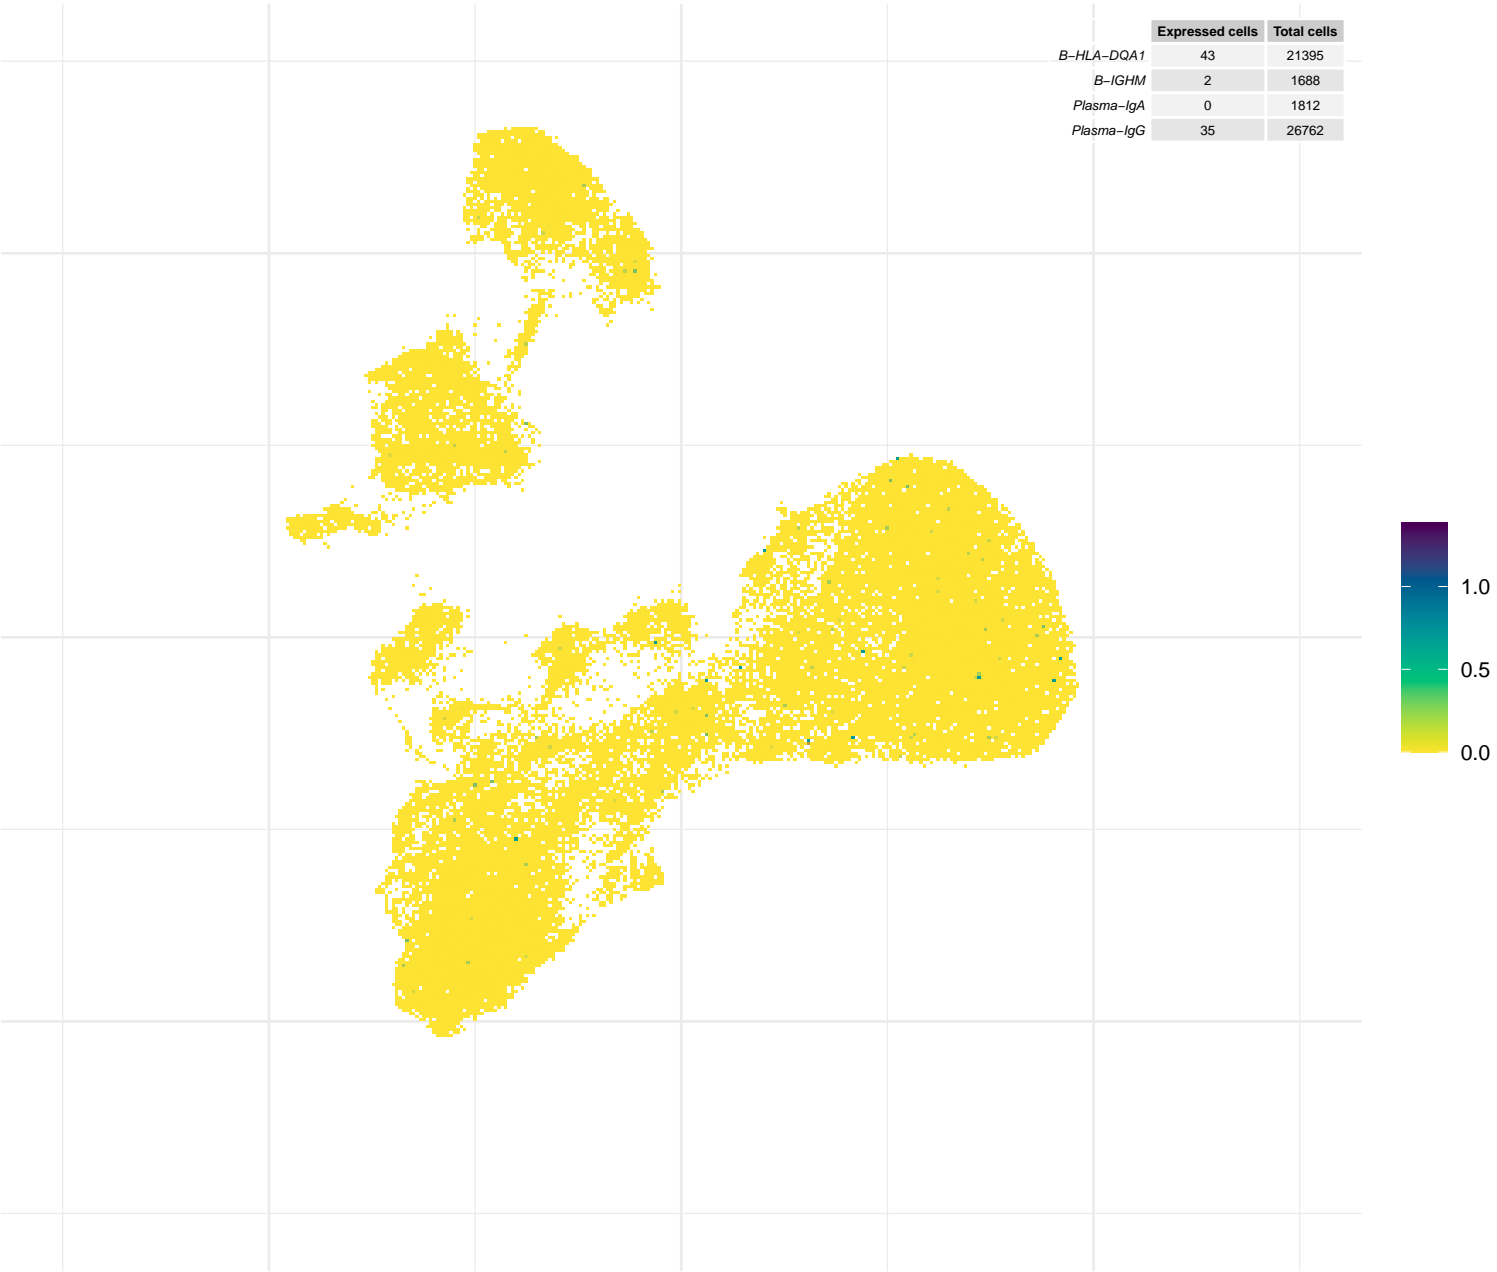 Expressed cells Total cells
B−HLA−DQA1 43 21395
B−IGHM 2 1688
Plasma−IgA 0 1812
Plasma−IgG 35 26762
1.0
0.5
0.0